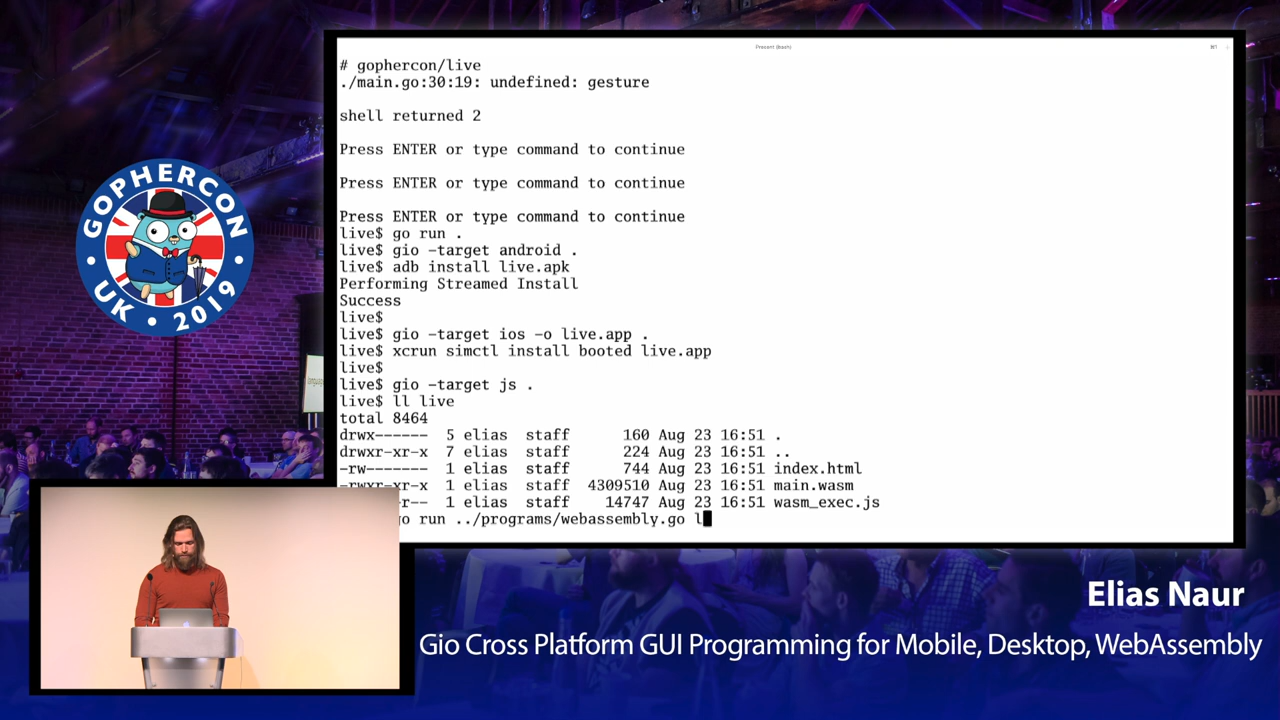 Present (Bash)
⌘1
# gophercon/live
./main.go:30:19: undefined: gesture
shell returned 2
Press ENTER or type command to continue
Press ENTER or type command to continue
Press ENTER or type command to continue
live$ go run .
live$ gio -target android .
live$ adb install live.apk
Performing Streamed Install
Success
live$
live$ gio -target ios -o live.app .
live$ xcrun simctl install booted live.app
live$
live$ gio -target js .
live$ ll live
total 8464
drwx------ 5 elias staff 160 Aug 23 16:51 .
drwxr-xr-x 7 elias staff 224 Aug 23 16:51 ..
-rw------- 1 elias staff 744 Aug 23 16:51 index.html
-rwxr-xr-x 1 elias staff 4309510 Aug 23 16:51 main.wasm
r-- 1 elias staff 14747 Aug 23 16:51 wasm_exec.js
go run ../programs/webassembly.go l
GOPHERCON
UK • 2019
Elias Naur
Gio Cross Platform GUI Programming for Mobile, Desktop, WebAssembly